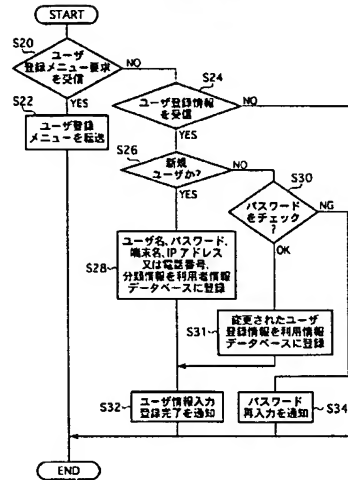 START
S20
ユーザ
登録メニュー要求
を受信
NO
YES
S22
ユーザ登録
メニューを転送
S24
ユーザ登録情報
を受信
NO
YES
S26
新規
ユーザか?
NO
YES
S30
パスワード
をチェック
?
NG
OK
S28
ユーザ名、パスワード、
端末名、IPアドレス
又は電話番号、
分類情報を利用者情報
データベースに登録
S31
変更されたユーザ
登録情報を利用情報
データベースに登録
S32
ユーザ情報入力
登録完了を通知
パスワード
再入力を通知
S34
END